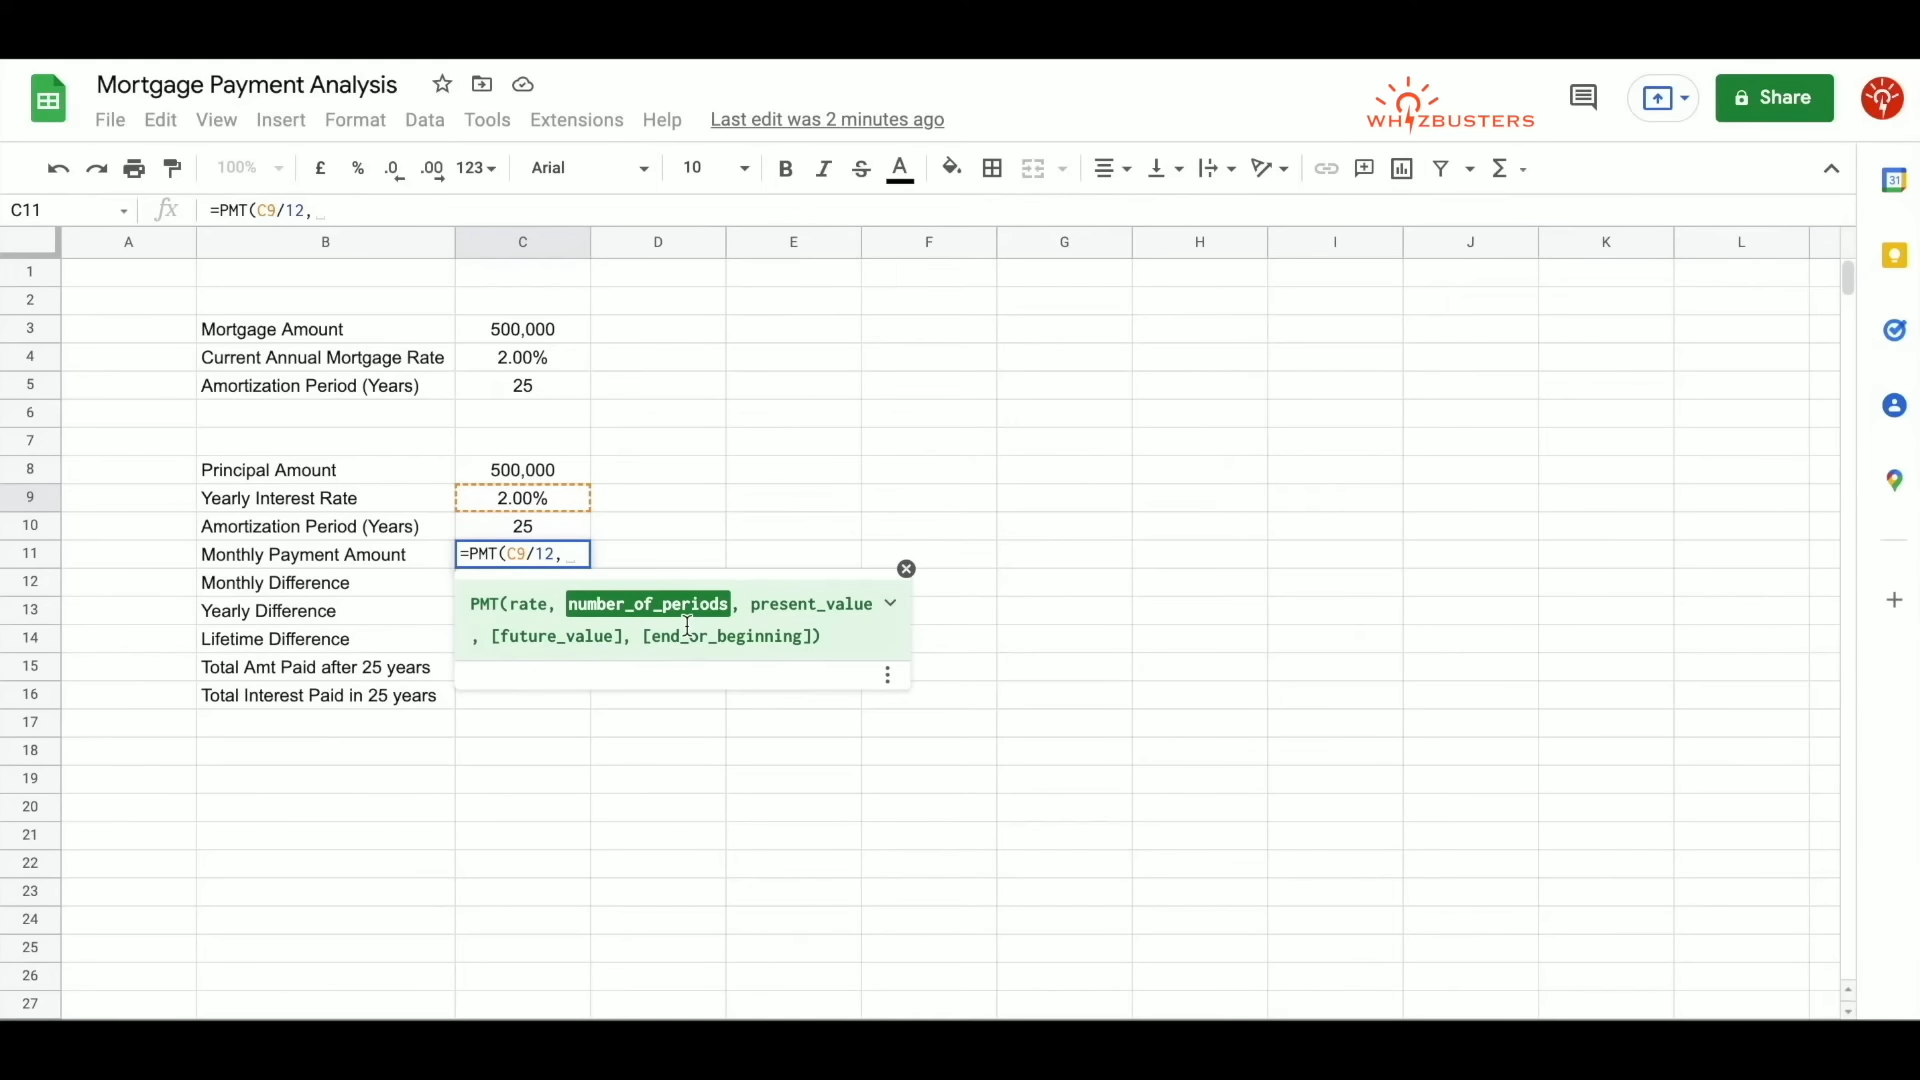 Mortgage Payment Analysis
File Edit View Insert Format Data Tools Extensions Help Last edit was 2 minutes ago
WHIZBUSTERS
Share
100% £ % .0 .00 123 Arial 10 B I S A Σ
31
C11 fx =PMT(C9/12,
A B C D E F G H I J K L
1
2
3 Mortgage Amount 500,000
4 Current Annual Mortgage Rate 2.00%
5 Amortization Period (Years) 25
6
7
8 Principal Amount 500,000
9 Yearly Interest Rate 2.00%
10 Amortization Period (Years) 25
11 Monthly Payment Amount =PMT(C9/12,
12 Monthly Difference
PMT(rate, number_of_periods, present_value
13 Yearly Difference
14 Lifetime Difference
, [future_value], [end_or_beginning])
15 Total Amt Paid after 25 years
16 Total Interest Paid in 25 years
17
18
19
20
21
22
23
24
25
26
27